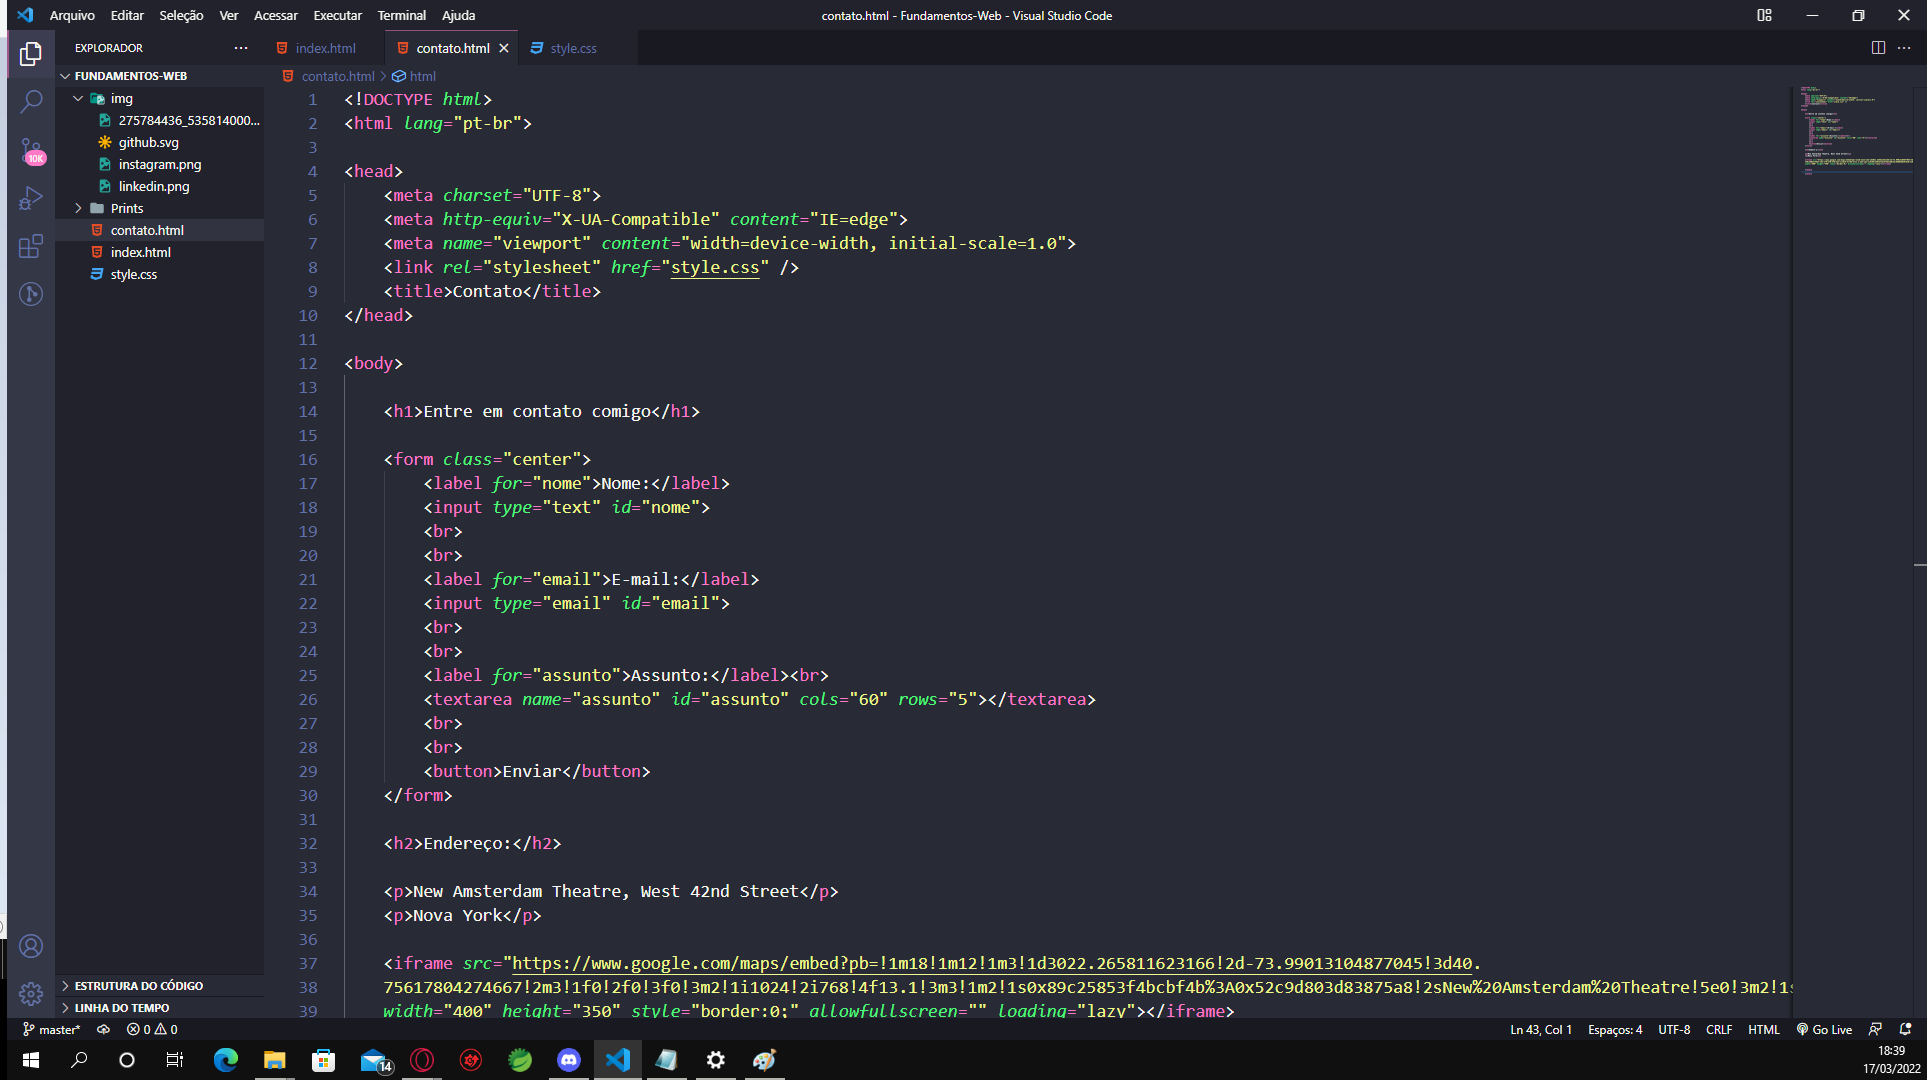 Arquivo Editar Seleção Ver Acessar Executar Terminal Ajuda
contato.html - Fundamentos-Web - Visual Studio Code
EXPLORADOR ···
index.html contato.html style.css
FUNDAMENTOS-WEB
contato.html > html
img
275784436_535814000...
github.svg
instagram.png
linkedin.png
Prints
contato.html
index.html
style.css
10K
1 <!DOCTYPE html>
2 <html lang="pt-br">
3
4 <head>
5 <meta charset="UTF-8">
6 <meta http-equiv="X-UA-Compatible" content="IE=edge">
7 <meta name="viewport" content="width=device-width, initial-scale=1.0">
8 <link rel="stylesheet" href="style.css" />
9 <title>Contato</title>
10 </head>
11
12 <body>
13
14 <h1>Entre em contato comigo</h1>
15
16 <form class="center">
17 <label for="nome">Nome:</label>
18 <input type="text" id="nome">
19 <br>
20 <br>
21 <label for="email">E-mail:</label>
22 <input type="email" id="email">
23 <br>
24 <br>
25 <label for="assunto">Assunto:</label><br>
26 <textarea name="assunto" id="assunto" cols="60" rows="5"></textarea>
27 <br>
28 <br>
29 <button>Enviar</button>
30 </form>
31
32 <h2>Endereço:</h2>
33
34 <p>New Amsterdam Theatre, West 42nd Street</p>
35 <p>Nova York</p>
36
37 <iframe src="https://www.google.com/maps/embed?pb=!1m18!1m12!1m3!1d3022.265811623166!2d-73.99013104877045!3d40.
38 75617804274667!2m3!1f0!2f0!3f0!3m2!1i1024!2i768!4f13.1!3m3!1m2!1s0x89c25853f4bcbf4b%3A0x52c9d803d83875a8!2sNew%20Amsterdam%20Theatre!5e0!3m2!1s
39 width="400" height="350" style="border:0;" allowfullscreen="" loading="lazy"></iframe>
ESTRUTURA DO CÓDIGO
LINHA DO TEMPO
master* 0 0
Ln 43, Col 1 Espaços: 4 UTF-8 CRLF HTML Go Live
14
18:39
17/03/2022